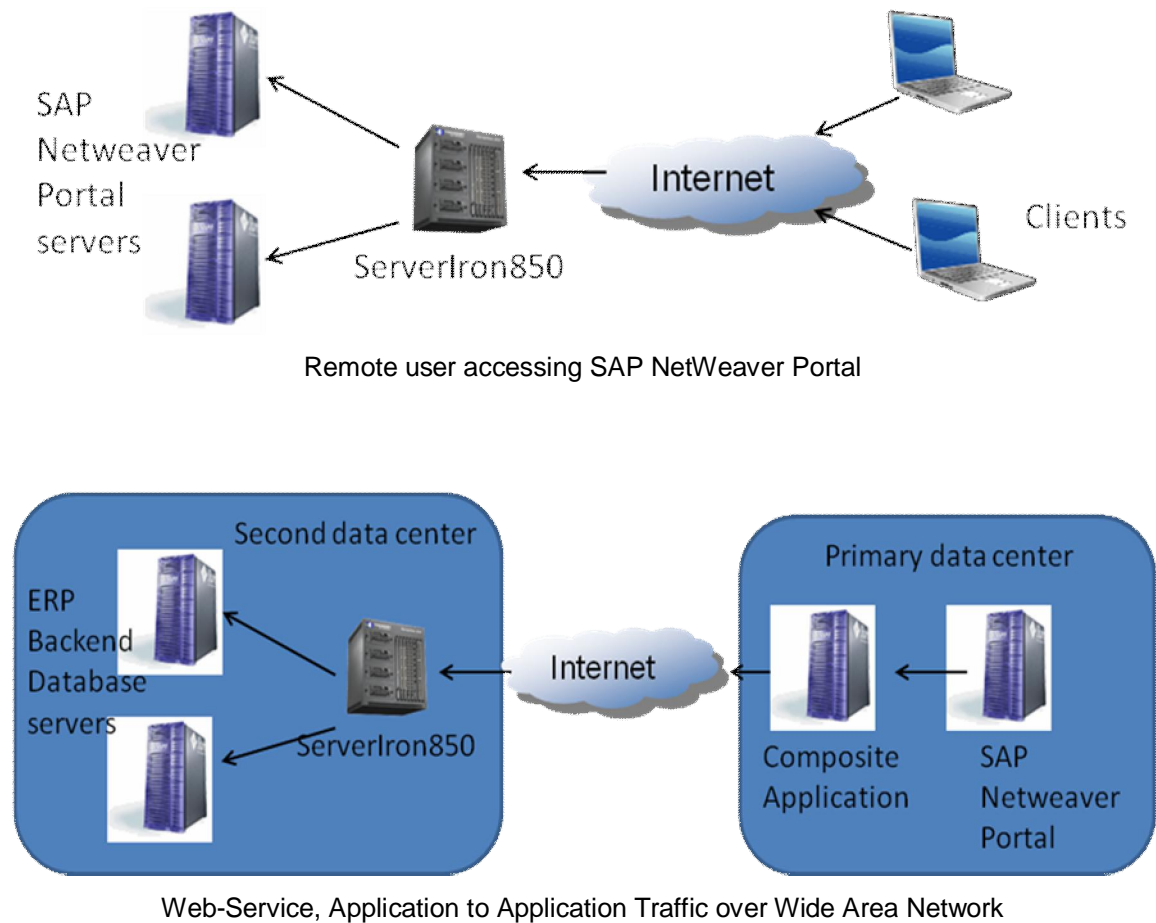 SAP
Netweaver
Portal
servers
ServerIron850
Internet
Clients
Remote user accessing SAP NetWeaver Portal
Second data center
ERP
Backend
Database
servers
ServerIron850
Internet
Primary data center
Composite
Application
SAP
Netweaver
Portal
Web-Service, Application to Application Traffic over Wide Area Network